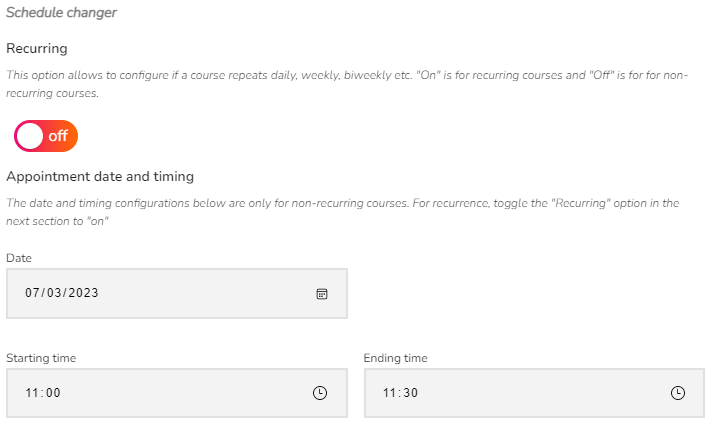 Schedule changer
Recurring
This option allows to configure if a course repeats daily, weekly, biweekly etc. "On" is for recurring courses and "Off" is for for non-
recurring courses.
off
Appointment date and timing
The date and timing configurations below are only for non-recurring courses. For recurrence, toggle the "Recurring" option in the
next section to "on"
Date
07/03/2023
Starting time
Ending time
11:00
11:30